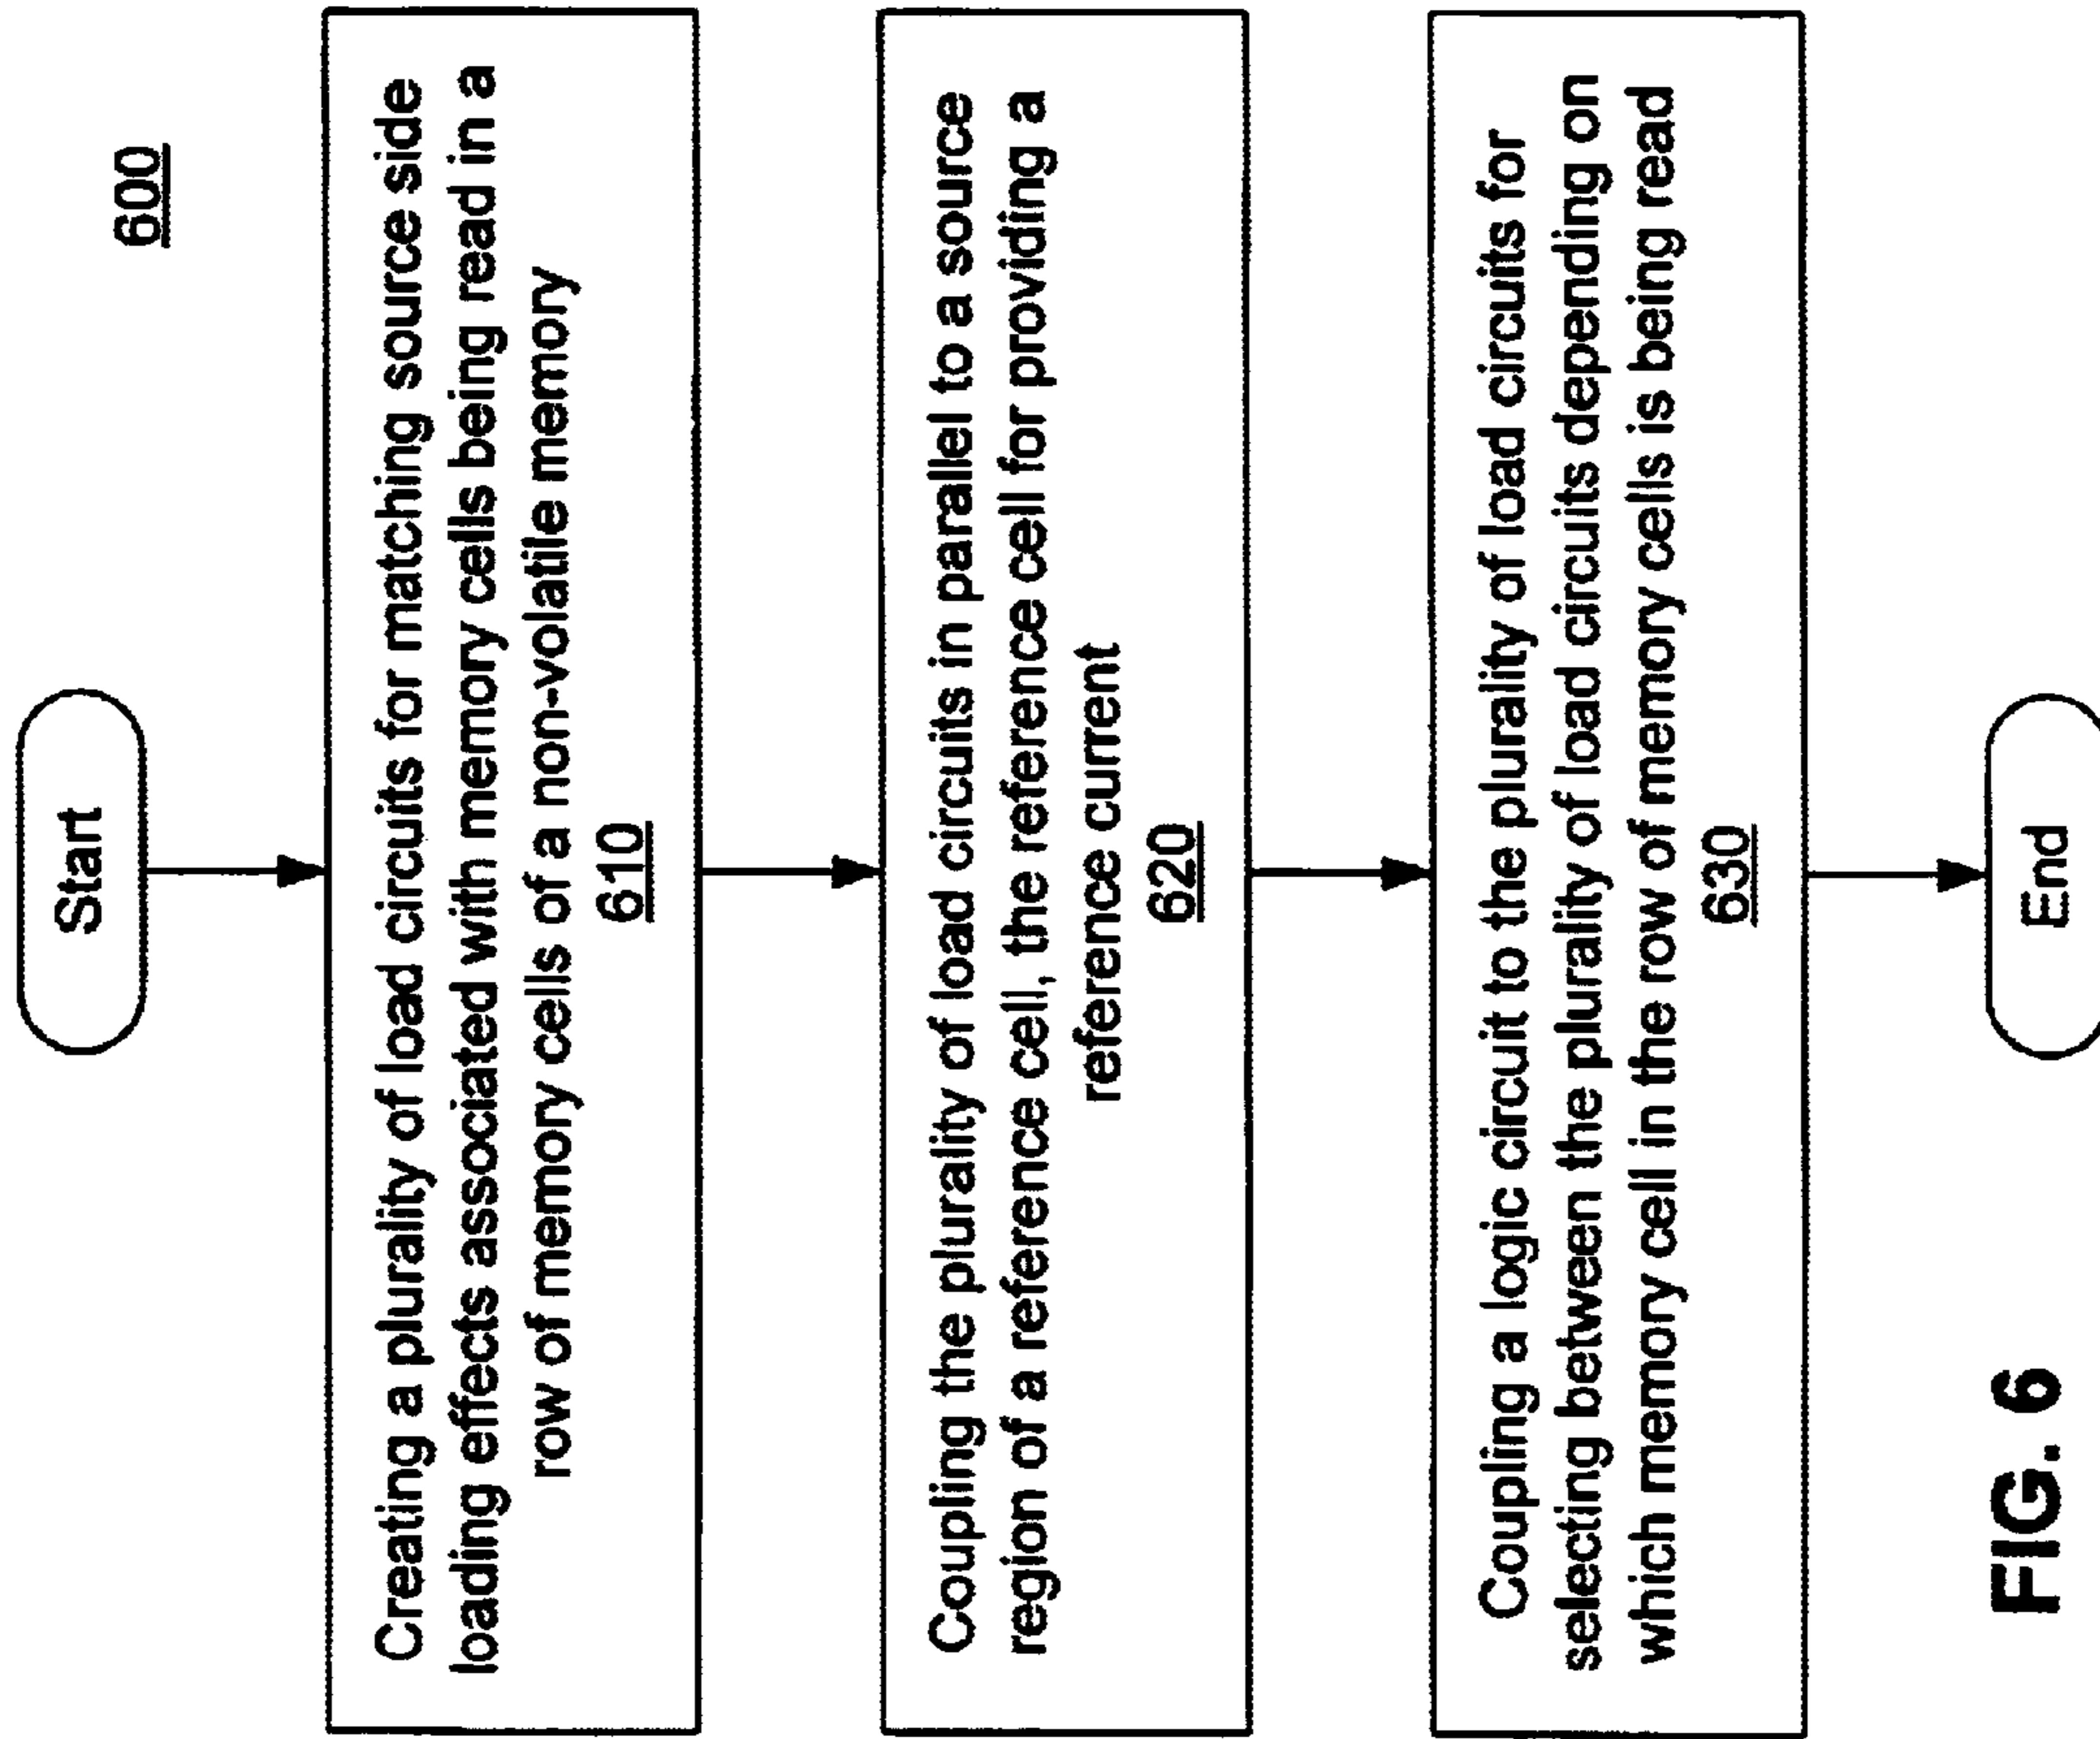 600
Start
Creating a plurality of load circuits for matching source side
loading effects associated with memory cells being read in a
row of memory cells of a non-volatile memory
610
Coupling the plurality of load circuits in parallel to a source
region of a reference cell, the reference cell for providing a
reference current
620
Coupling a logic circuit to the plurality of load circuits for
selecting between the plurality of load circuits depending on
which memory cell in the row of memory cells is being read
630
End
FIG. 6